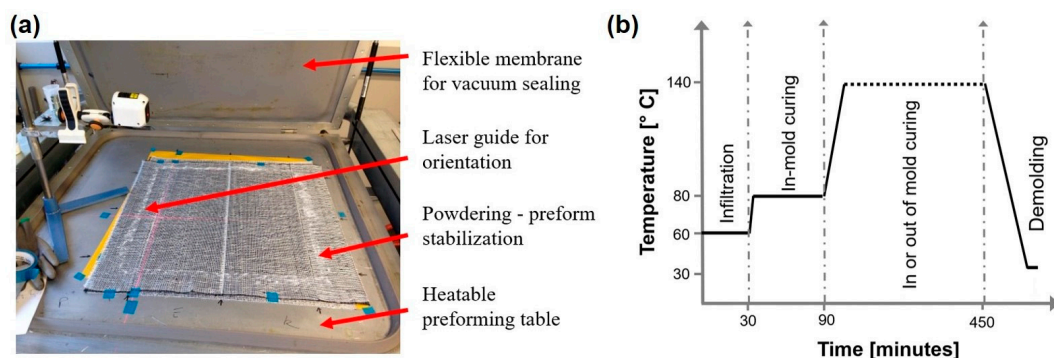 (a)
Flexible membrane
for vacuum sealing
Laser guide for
orientation
Powdering - preform
stabilization
Heatable
preforming table
(b)
Temperature [° C]
140
80
60
30
Infiltration
In-mold curing
In or out of mold curing
Demolding
30
90
450
Time [minutes]